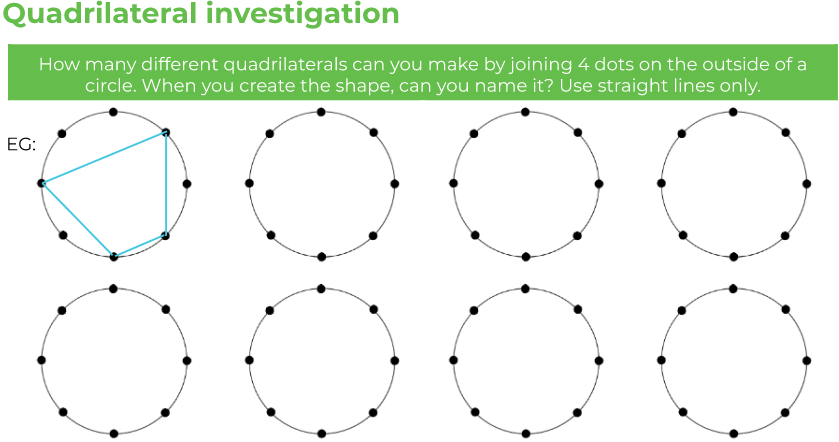 Quadrilateral investigation
How many different quadrilaterals can you make by joining 4 dots on the outside of a
circle. When you create the shape, can you name it? Use straight lines only.
EG: